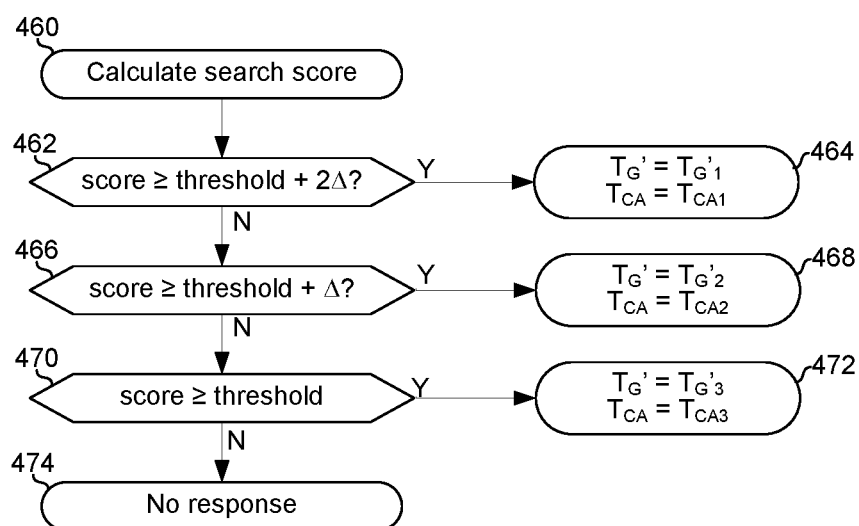 460
Calculate search score
462
score ≥ threshold + 2Δ?
Y
464
T_G' = T_G'_1
T_CA = T_CA1
N
466
score ≥ threshold + Δ?
Y
468
T_G' = T_G'_2
T_CA = T_CA2
N
470
score ≥ threshold
Y
472
T_G' = T_G'_3
T_CA = T_CA3
N
474
No response